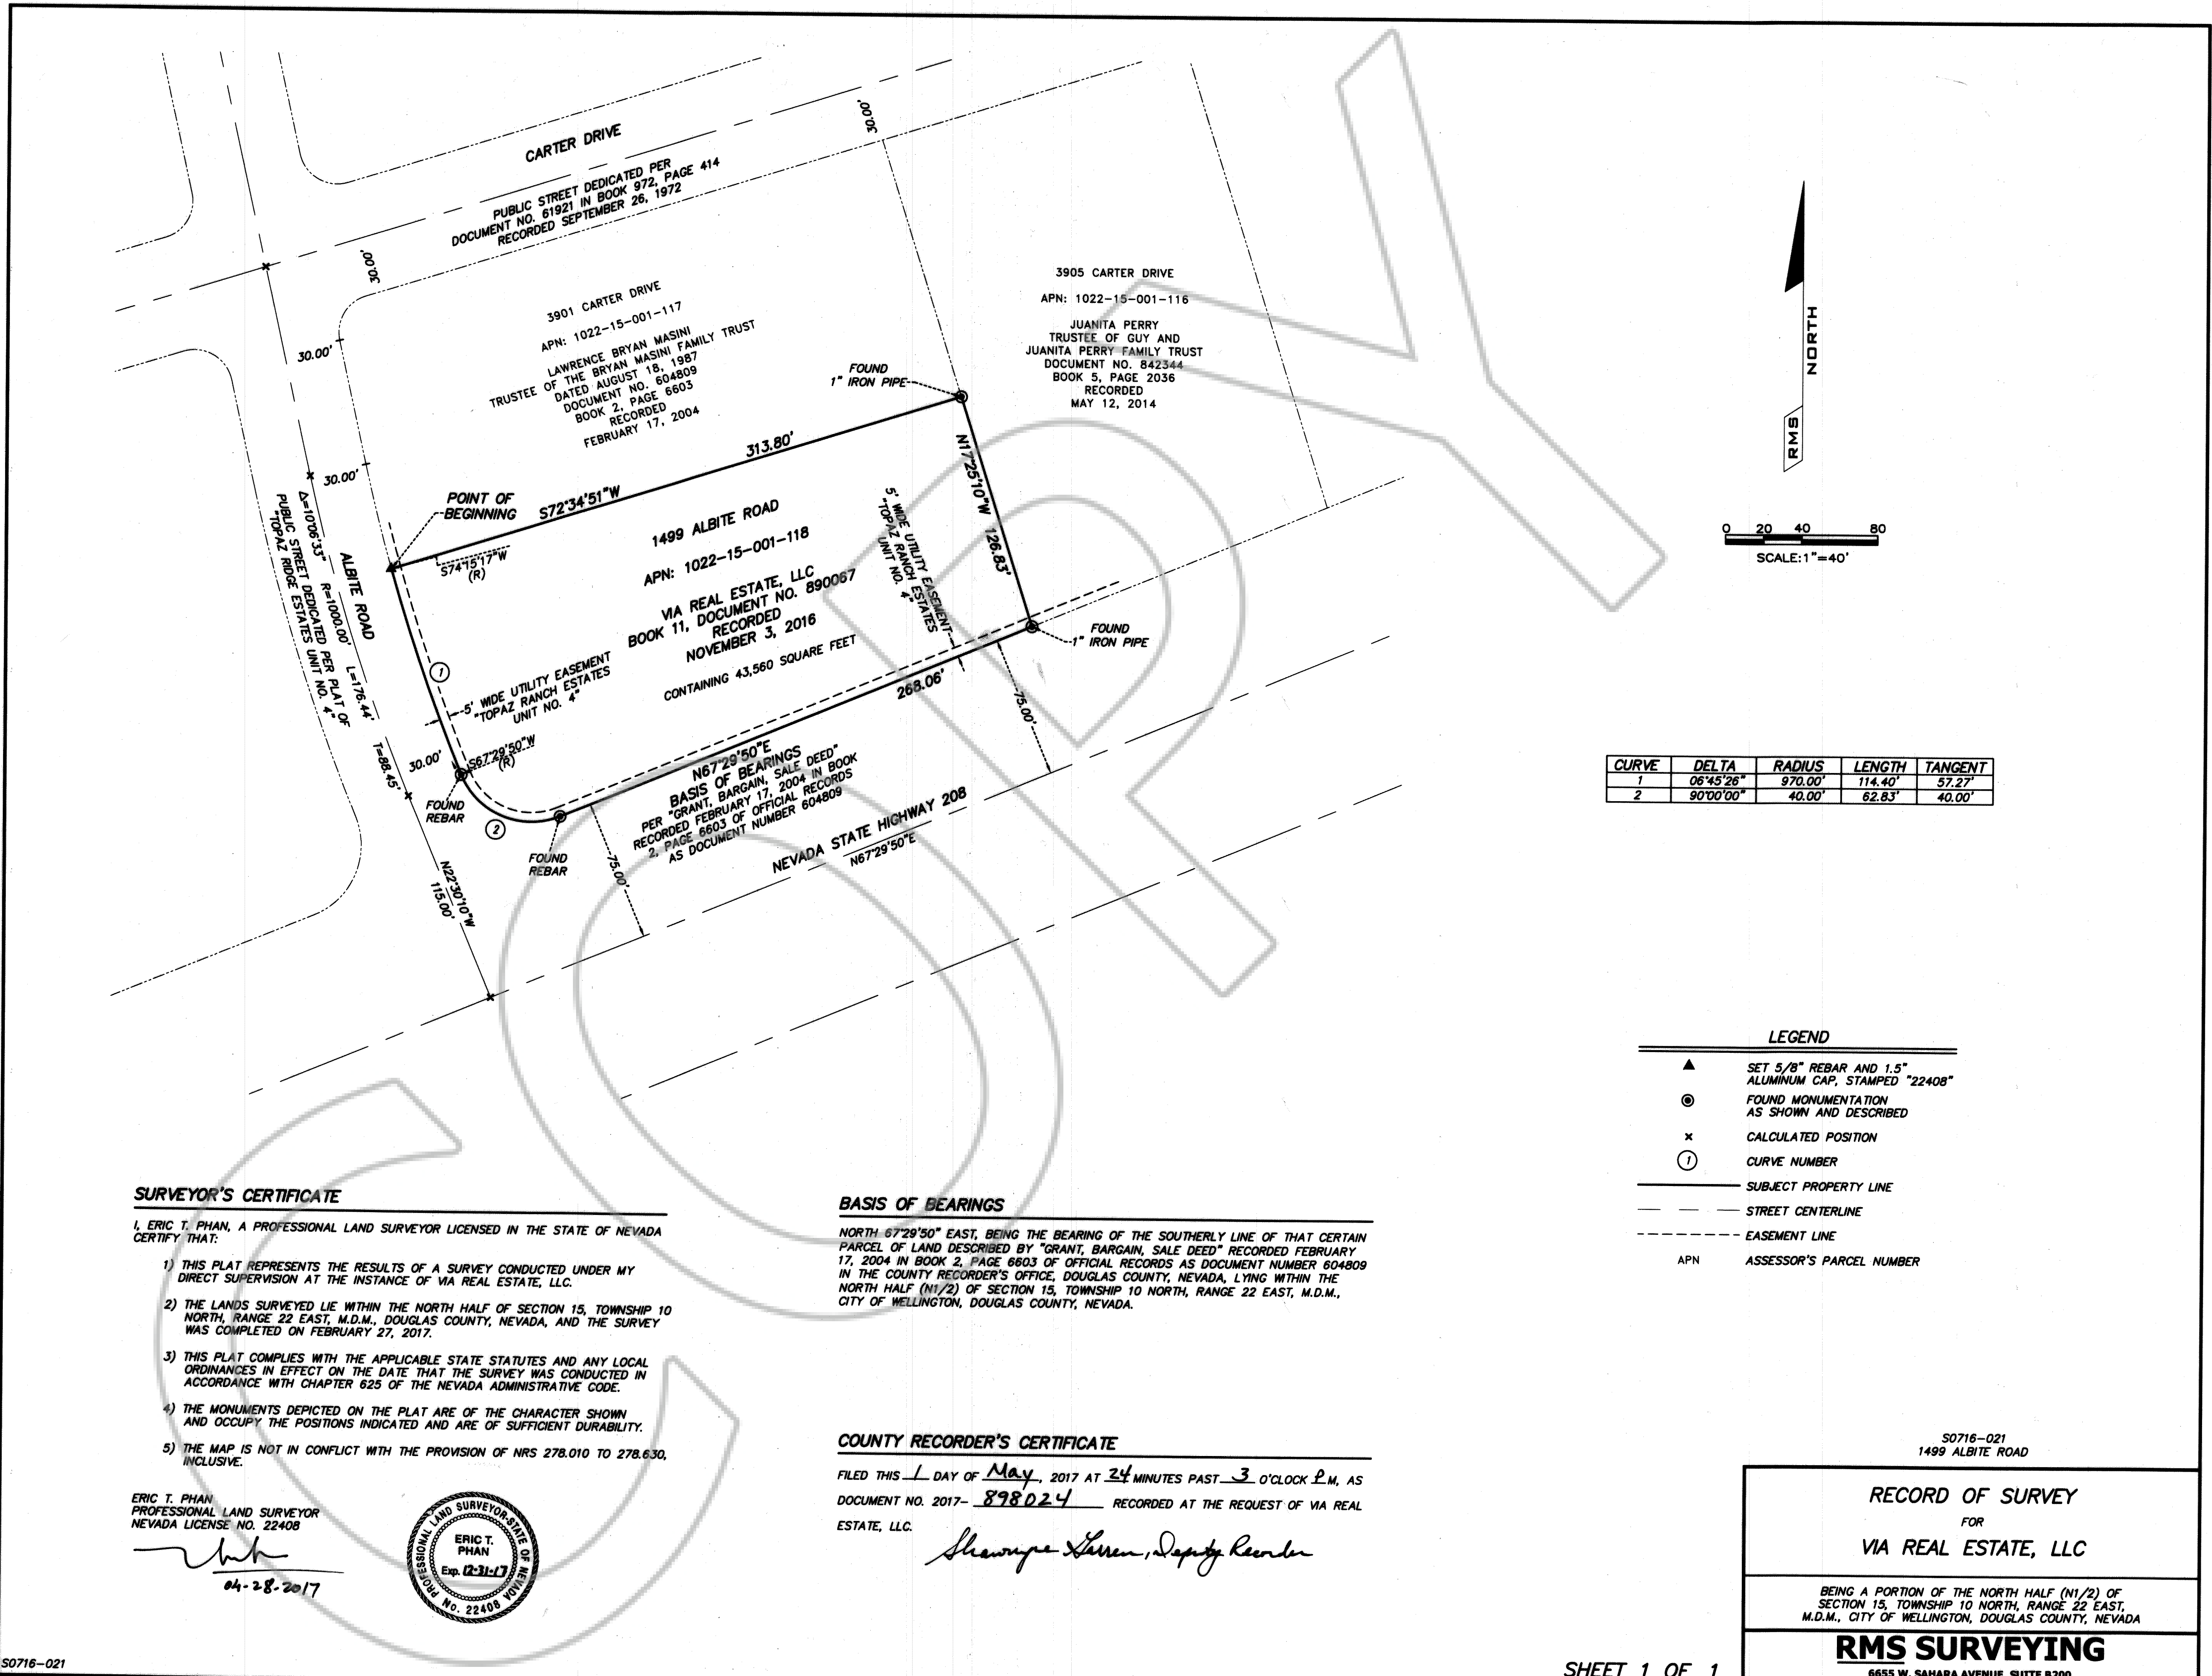 CARTER DRIVE
PUBLIC STREET DEDICATED PER
DOCUMENT NO. 61921 IN BOOK 972, PAGE 414
RECORDED SEPTEMBER 26, 1972
30.00'
30.00'
30.00'
30.00'
3901 CARTER DRIVE
APN: 1022-15-001-117
LAWRENCE BRYAN MASINI
TRUSTEE OF THE BRYAN MASINI FAMILY TRUST
DATED AUGUST 18, 1987
DOCUMENT NO. 604809
BOOK 2, PAGE 6603
RECORDED
FEBRUARY 17, 2004
3905 CARTER DRIVE
APN: 1022-15-001-116
JUANITA PERRY
TRUSTEE OF GUY AND
JUANITA PERRY FAMILY TRUST
DOCUMENT NO. 842344
BOOK 5, PAGE 2036
RECORDED
MAY 12, 2014
FOUND
1" IRON PIPE
NORTH
RMS
0 20 40 80
SCALE:1"=40'
313.80'
S72°34'51"W
N17°25'10"W 126.83'
POINT OF
BEGINNING
S74°15'17"W
(R)
ALBITE ROAD
Δ=10°06'33" R=1000.00' L=176.44' T=88.45'
PUBLIC STREET DEDICATED PER PLAT OF
"TOPAZ RIDGE ESTATES UNIT NO. 4"
1499 ALBITE ROAD
APN: 1022-15-001-118
VIA REAL ESTATE, LLC
BOOK 11, DOCUMENT NO. 890067
RECORDED
NOVEMBER 3, 2016
CONTAINING 43,560 SQUARE FEET
5' WIDE UTILITY EASEMENT
"TOPAZ RANCH ESTATES
UNIT NO. 4"
FOUND
1" IRON PIPE
1
5' WIDE UTILITY EASEMENT
"TOPAZ RANCH ESTATES
UNIT NO. 4"
268.06'
75.00'
30.00'
S67°29'50"W
(R)
FOUND
REBAR
2
FOUND
REBAR
N67°29'50"E
BASIS OF BEARINGS
PER "GRANT, BARGAIN, SALE DEED"
RECORDED FEBRUARY 17, 2004 IN BOOK
2, PAGE 6603 OF OFFICIAL RECORDS
AS DOCUMENT NUMBER 604809
75.00'
NEVADA STATE HIGHWAY 208
N67°29'50"E
N22°30'10"W
115.00'
CURVE DELTA RADIUS LENGTH TANGENT
1 06°45'26" 970.00' 114.40' 57.27'
2 90°00'00" 40.00' 62.83' 40.00'
COPY
LEGEND
SET 5/8" REBAR AND 1.5"
ALUMINUM CAP, STAMPED "22408"
FOUND MONUMENTATION
AS SHOWN AND DESCRIBED
CALCULATED POSITION
1 CURVE NUMBER
SUBJECT PROPERTY LINE
STREET CENTERLINE
EASEMENT LINE
APN ASSESSOR'S PARCEL NUMBER
SURVEYOR'S CERTIFICATE
I, ERIC T. PHAN, A PROFESSIONAL LAND SURVEYOR LICENSED IN THE STATE OF NEVADA
CERTIFY THAT:
1) THIS PLAT REPRESENTS THE RESULTS OF A SURVEY CONDUCTED UNDER MY
DIRECT SUPERVISION AT THE INSTANCE OF VIA REAL ESTATE, LLC.
2) THE LANDS SURVEYED LIE WITHIN THE NORTH HALF OF SECTION 15, TOWNSHIP 10
NORTH, RANGE 22 EAST, M.D.M., DOUGLAS COUNTY, NEVADA, AND THE SURVEY
WAS COMPLETED ON FEBRUARY 27, 2017.
3) THIS PLAT COMPLIES WITH THE APPLICABLE STATE STATUTES AND ANY LOCAL
ORDINANCES IN EFFECT ON THE DATE THAT THE SURVEY WAS CONDUCTED IN
ACCORDANCE WITH CHAPTER 625 OF THE NEVADA ADMINISTRATIVE CODE.
4) THE MONUMENTS DEPICTED ON THE PLAT ARE OF THE CHARACTER SHOWN
AND OCCUPY THE POSITIONS INDICATED AND ARE OF SUFFICIENT DURABILITY.
5) THE MAP IS NOT IN CONFLICT WITH THE PROVISION OF NRS 278.010 TO 278.630,
INCLUSIVE.
ERIC T. PHAN
PROFESSIONAL LAND SURVEYOR
NEVADA LICENSE NO. 22408
04-28-2017
PROFESSIONAL LAND SURVEYOR-STATE OF NEVADA
ERIC T.
PHAN
Exp. 12-31-17
No. 22408
BASIS OF BEARINGS
NORTH 67°29'50" EAST, BEING THE BEARING OF THE SOUTHERLY LINE OF THAT CERTAIN
PARCEL OF LAND DESCRIBED BY "GRANT, BARGAIN, SALE DEED" RECORDED FEBRUARY
17, 2004 IN BOOK 2, PAGE 6603 OF OFFICIAL RECORDS AS DOCUMENT NUMBER 604809
IN THE COUNTY RECORDER'S OFFICE, DOUGLAS COUNTY, NEVADA, LYING WITHIN THE
NORTH HALF (N1/2) OF SECTION 15, TOWNSHIP 10 NORTH, RANGE 22 EAST, M.D.M.,
CITY OF WELLINGTON, DOUGLAS COUNTY, NEVADA.
COUNTY RECORDER'S CERTIFICATE
FILED THIS 1 DAY OF May, 2017 AT 24 MINUTES PAST 3 O'CLOCK P M, AS
DOCUMENT NO. 2017- 898024 RECORDED AT THE REQUEST OF VIA REAL
ESTATE, LLC.
Deputy Recorder
S0716-021
1499 ALBITE ROAD
RECORD OF SURVEY
FOR
VIA REAL ESTATE, LLC
BEING A PORTION OF THE NORTH HALF (N1/2) OF
SECTION 15, TOWNSHIP 10 NORTH, RANGE 22 EAST,
M.D.M., CITY OF WELLINGTON, DOUGLAS COUNTY, NEVADA
RMS SURVEYING
6655 W. SAHARA AVENUE, SUITE B200
SHEET 1 OF 1
S0716-021